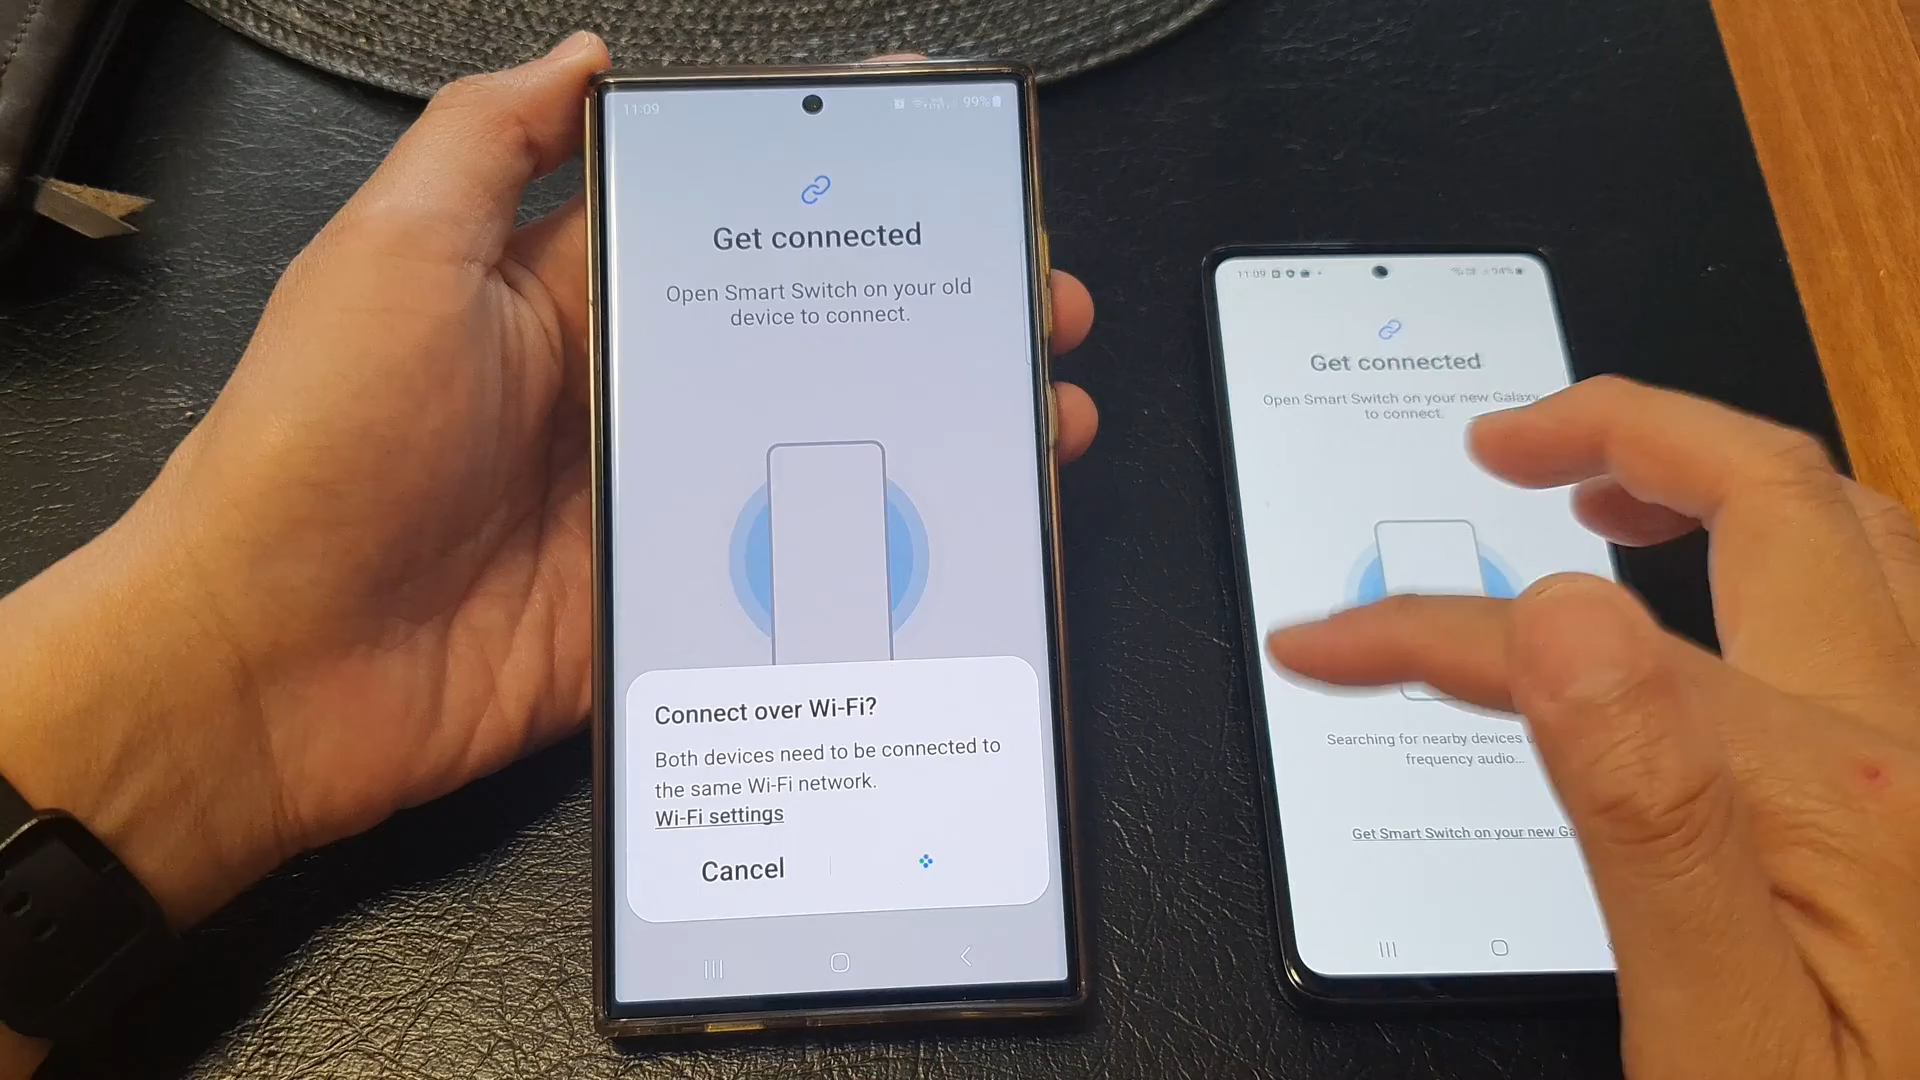 11:09
99%
Get connected
Open Smart Switch on your old
device to connect.
Connect over Wi-Fi?
Both devices need to be connected to
the same Wi-Fi network.
Wi-Fi settings
Cancel
11:09
94%
Get connected
Open Smart Switch on your new Galaxy
to connect.
Searching for nearby devices
frequency audio...
Get Smart Switch on your new Ga